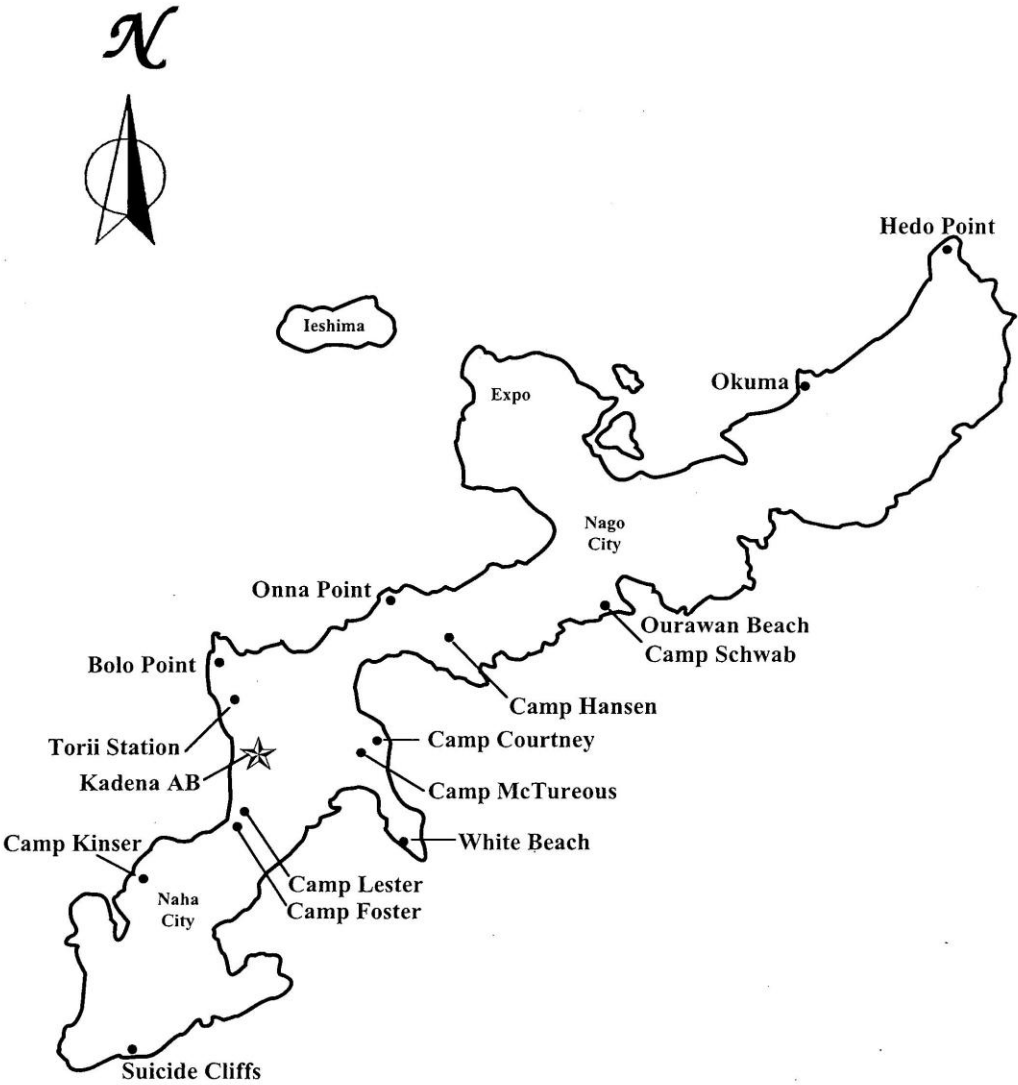 N
Hedo Point
Ieshima
Okuma
Expo
Nago
City
Onna Point
Ourawan Beach
Camp Schwab
Bolo Point
Camp Hansen
Torii Station
Camp Courtney
Kadena AB
Camp McTureous
Camp Kinser
White Beach
Camp Lester
Naha
City
Camp Foster
Suicide Cliffs